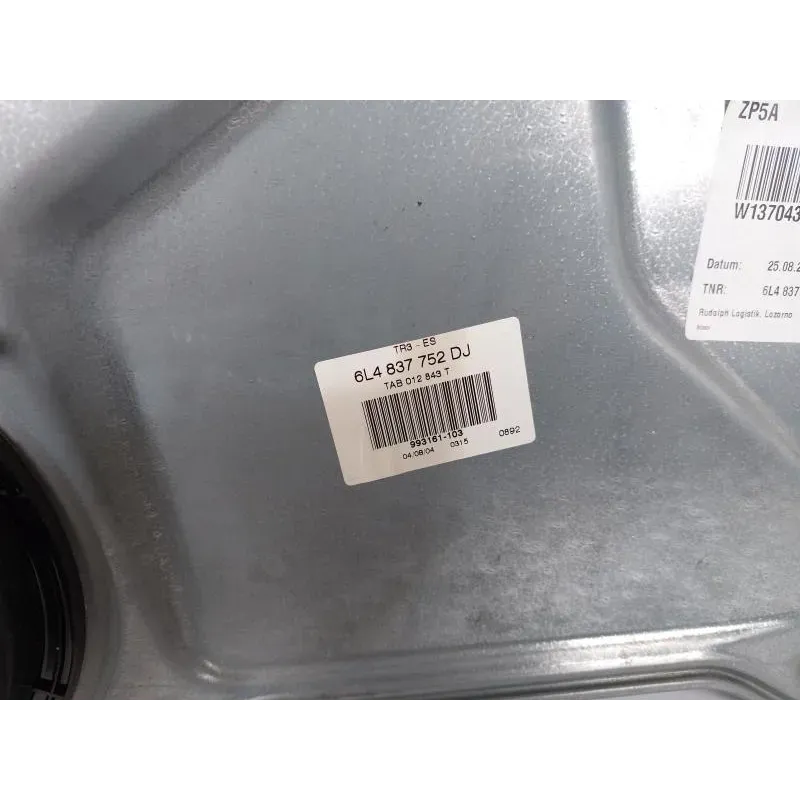 TR3 - ES
6L4 837 752 DJ
TAB 012 843 T
993161-103
04/08/04 0315 0892
ZP5A
W137043
Datum: 25.08.2
TNR: 6L4 837
Rudolph Logistik, Lozorno